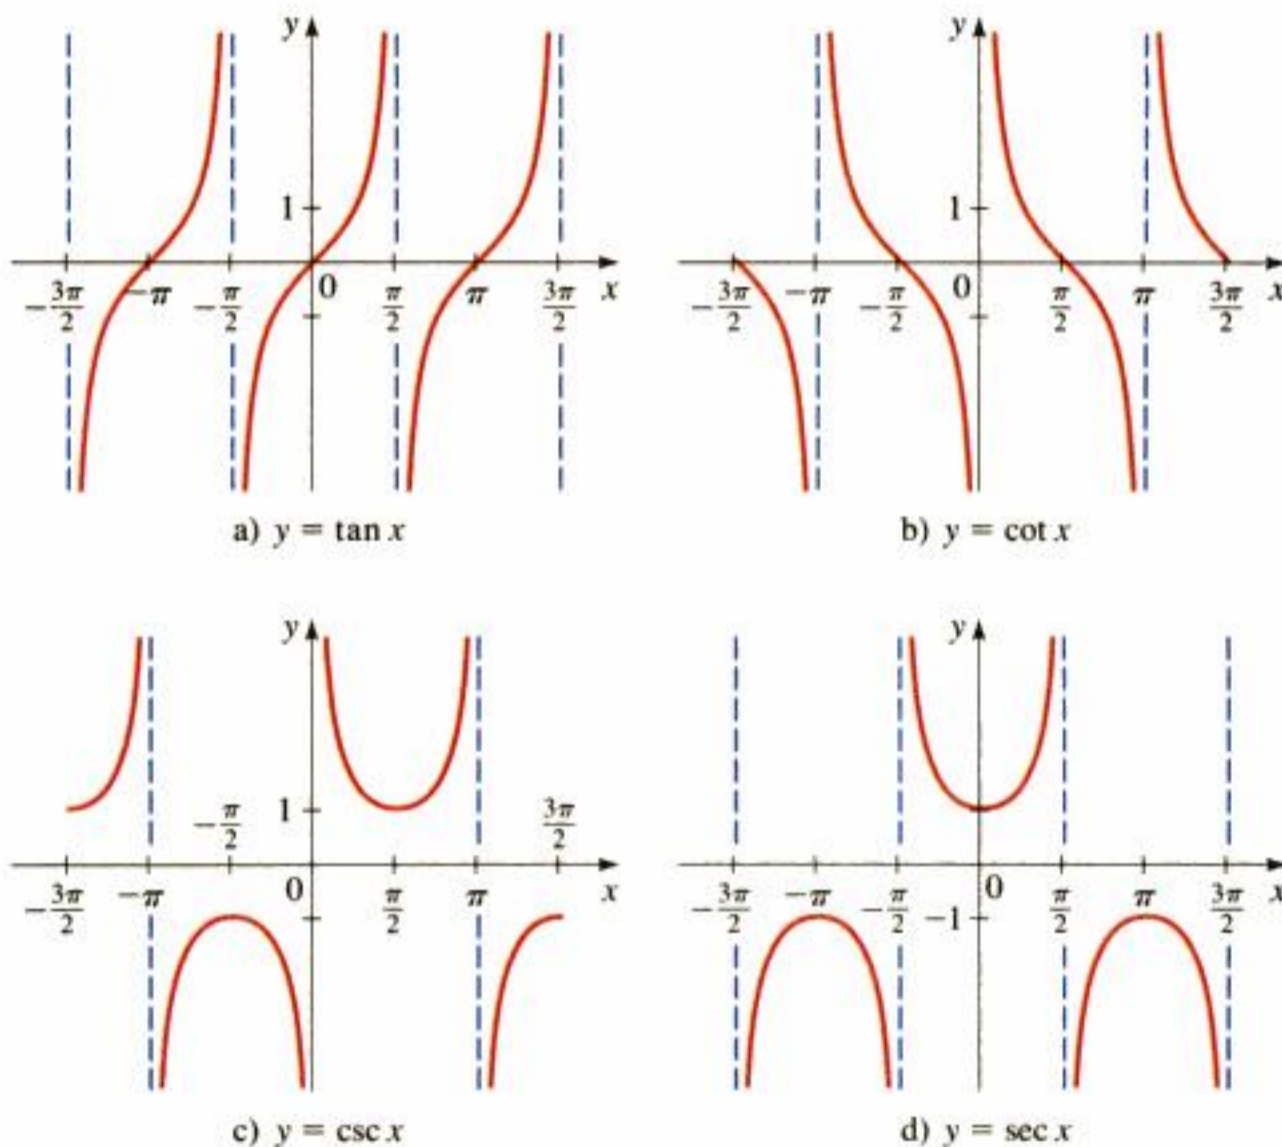 y
y
1
1
-3π/2 -π -π/2 0 π/2 π 3π/2 x
-3π/2 -π -π/2 0 π/2 π 3π/2 x
a) y = tan x
b) y = cot x
y
y
1 -π/2 3π/2
-3π/2 -π 0 π/2 π x
-3π/2 -π -π/2 0 π/2 π 3π/2 x
-1
c) y = csc x
d) y = sec x